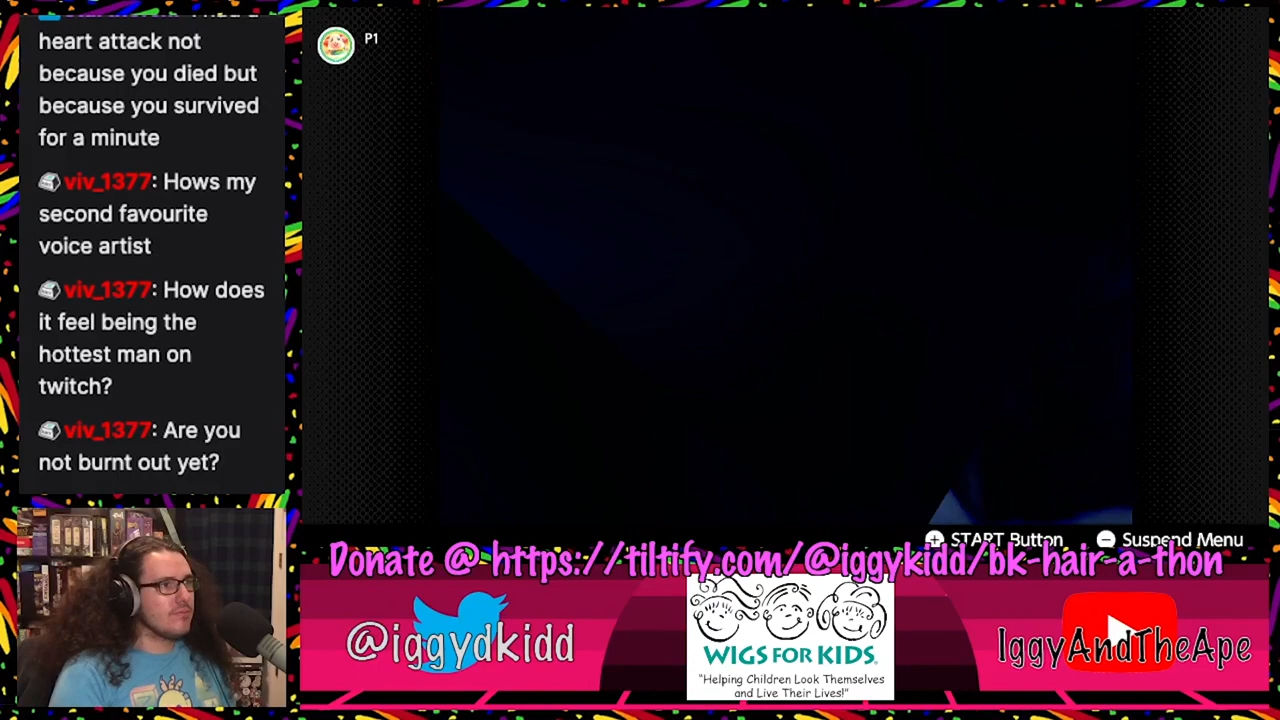 heart attack not
because you died but
because you survived
for a minute
viv_1377: Hows my
second favourite
voice artist
viv_1377: How does
it feel being the
hottest man on
twitch?
viv_1377: Are you
not burnt out yet?
P1
START Button
Suspend Menu
Donate @ https://tiltify.com/@iggykidd/bk-hair-a-thon
@iggydkidd
WIGS FOR KIDS.
"Helping Children Look Themselves
and Live Their Lives!"
IggyAndTheApe